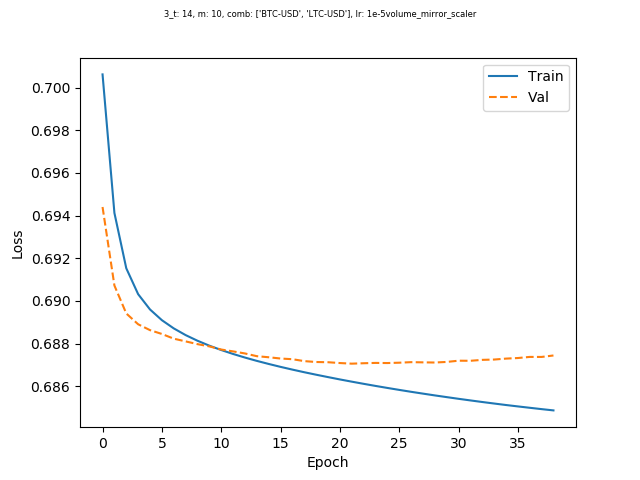 3_t: 14, m: 10, comb: ['BTC-USD', 'LTC-USD'], lr: 1e-5volume_mirror_scaler
Train
Val
0.700
0.698
0.696
0.694
0.692
0.690
0.688
0.686
Loss
0 5 10 15 20 25 30 35
Epoch